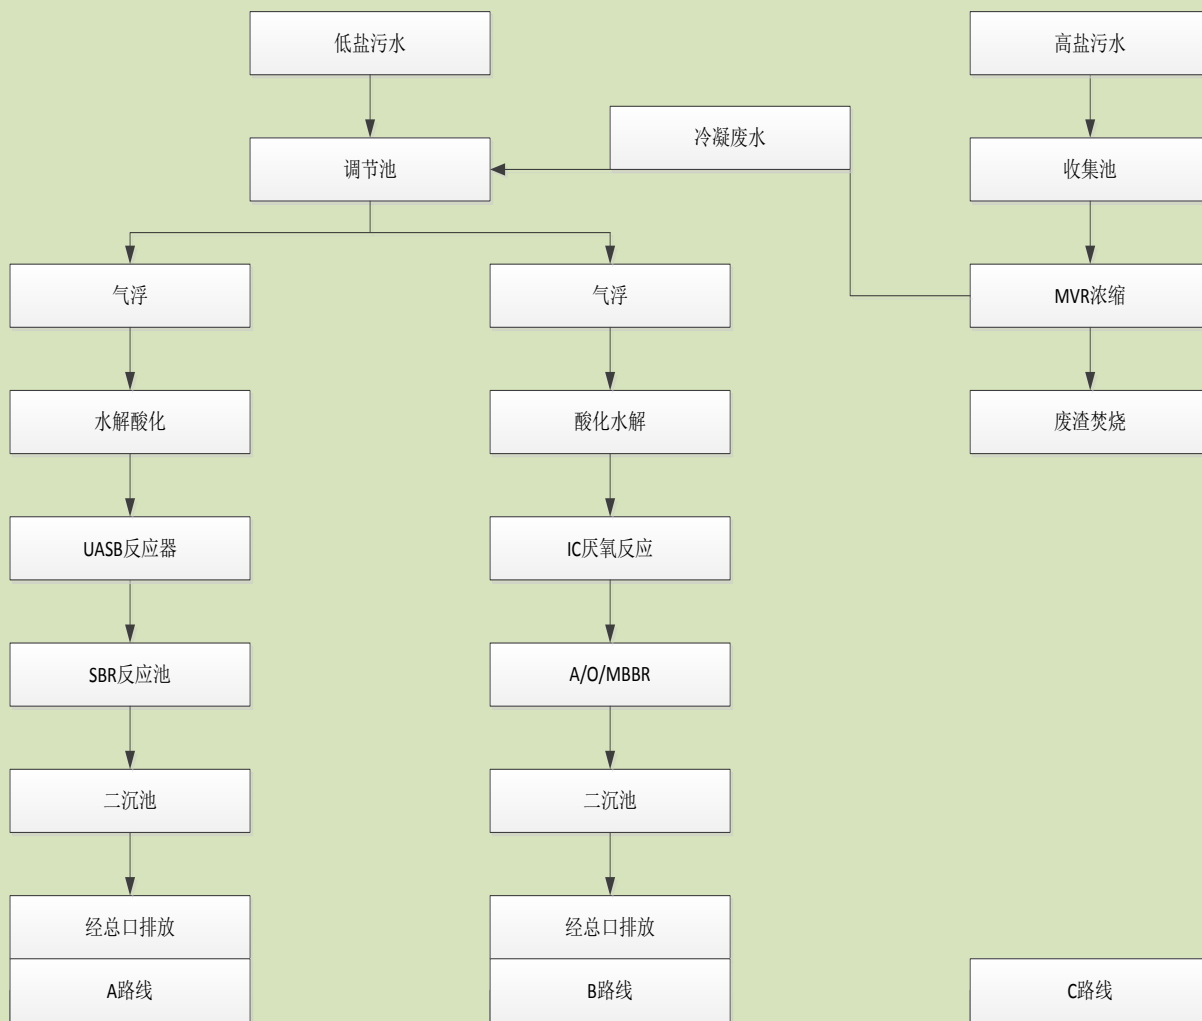 低盐污水
高盐污水
冷凝废水
调节池
收集池
气浮
气浮
MVR浓缩
水解酸化
酸化水解
废渣焚烧
UASB反应器
IC厌氧反应
SBR反应池
A/O/MBBR
二沉池
二沉池
经总口排放
经总口排放
A路线
B路线
C路线